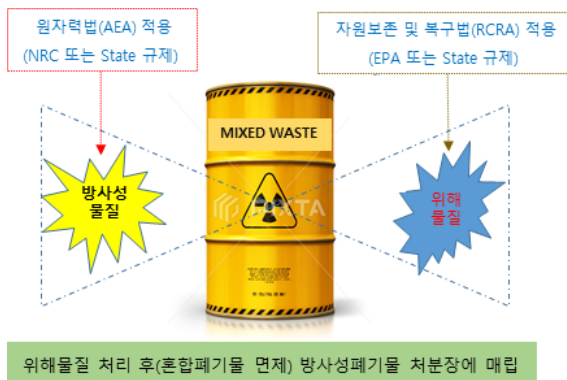 원자력법(AEA) 적용
(NRC 또는 State 규제)
자원보존 및 복구법(RCRA) 적용
(EPA 또는 State 규제)
MIXED WASTE
방사성
물질
위해
물질
위해물질 처리 후(혼합폐기물 면제) 방사성폐기물 처분장에 매립